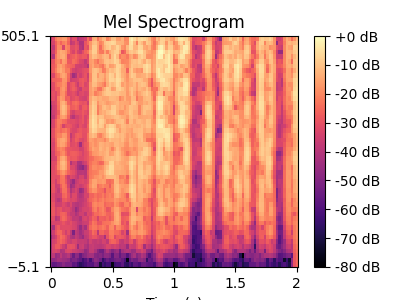 Mel Spectrogram
505.1
−5.1
0
0.5
1
1.5
2
+0 dB
-10 dB
-20 dB
-30 dB
-40 dB
-50 dB
-60 dB
-70 dB
-80 dB